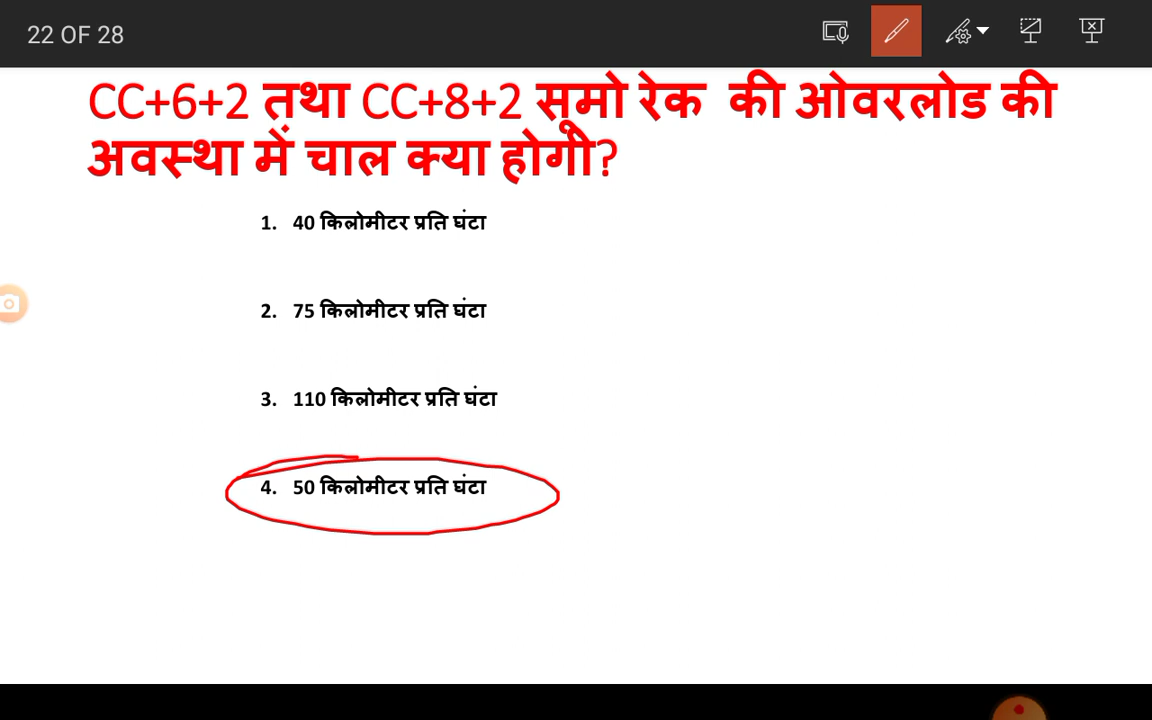 22 OF 28
CC+6+2 तथा CC+8+2 सूमो रेक की ओवरलोड की
अवस्था में चाल क्या होगी?
1. 40 किलोमीटर प्रति घंटा
2. 75 किलोमीटर प्रति घंटा
3. 110 किलोमीटर प्रति घंटा
4. 50 किलोमीटर प्रति घंटा